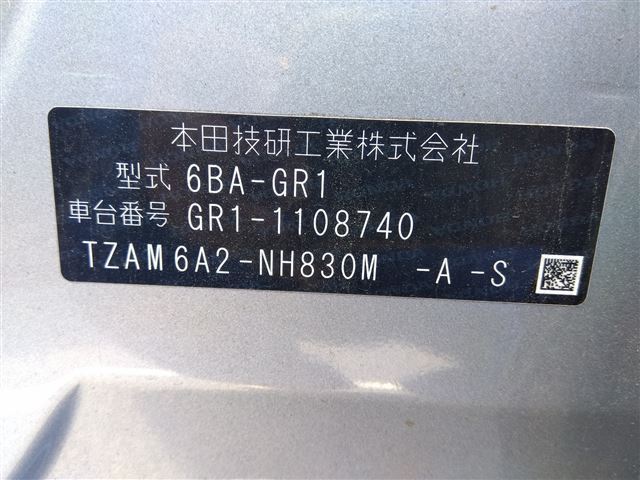 本田技研工業株式会社
型式 6BA-GR1
車台番号 GR1-1108740
TZAM6A2-NH830M -A -S